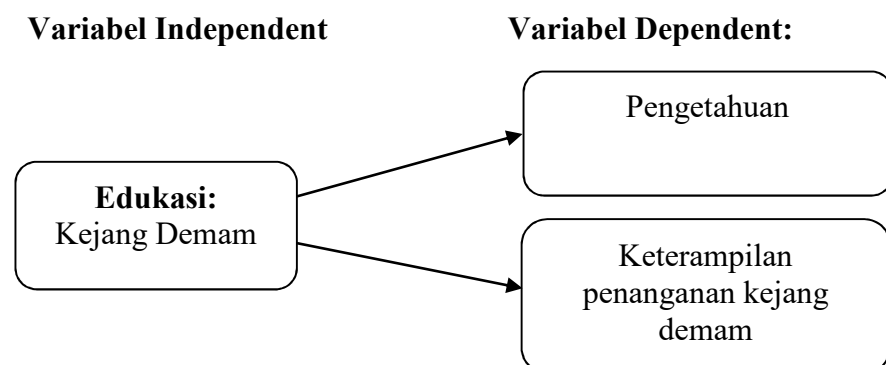 Variabel Independent
Variabel Dependent:
Pengetahuan
Edukasi:
Kejang Demam
Keterampilan
penanganan kejang
demam